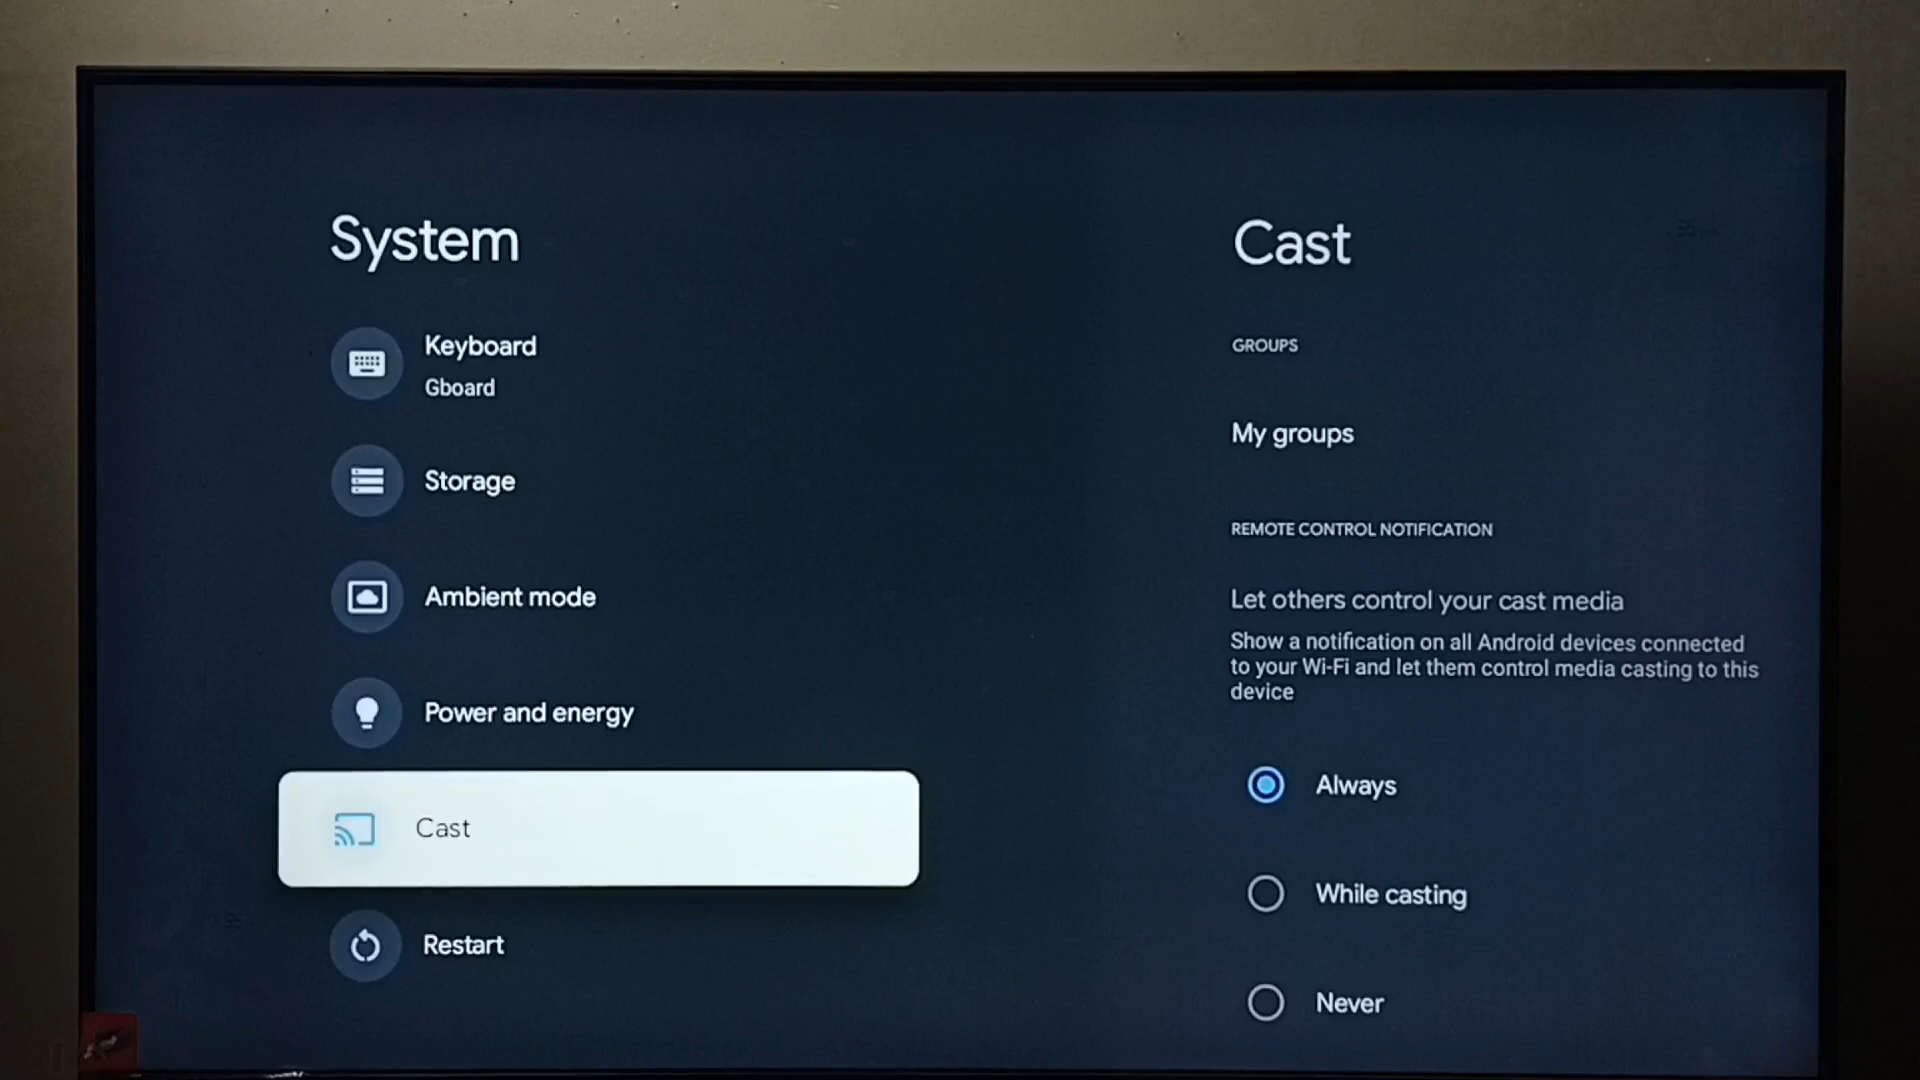 System
Keyboard
Gboard
Storage
Ambient mode
Power and energy
Cast
Restart
Cast
GROUPS
My groups
REMOTE CONTROL NOTIFICATION
Let others control your cast media
Show a notification on all Android devices connected
to your Wi-Fi and let them control media casting to this
device
Always
While casting
Never